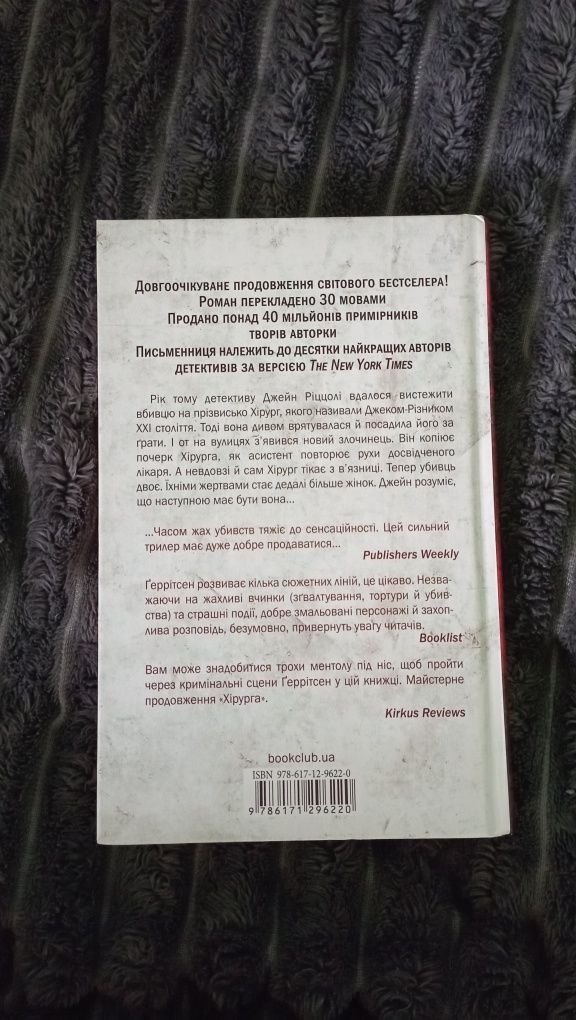 Довгоочікуване продовження світового бестселера!
Роман перекладено 30 мовами
Продано понад 40 мільйонів примірників
творів авторки
Письменниця належить до десятки найкращих авторів
детективів за версією The New York Times
Рік тому детективу Джейн Ріццолі вдалося вистежити
вбивцю на прізвисько Хірург, якого називали Джеком-Різником
XXI століття. Тоді вона дивом врятувалася й посадила його за
ґрати. І от на вулицях з'явився новий злочинець. Він копіює
почерк Хірурга, як асистент повторює рухи досвідченого
лікаря. А невдовзі й сам Хірург тікає з в'язниці. Тепер убивць
двоє. Їхніми жертвами стає дедалі більше жінок. Джейн розуміє,
що наступною має бути вона...
...Часом жах убивств тяжіє до сенсаційності. Цей сильний
трилер має дуже добре продаватися...
Publishers Weekly
Ґеррітсен розвиває кілька сюжетних ліній, це цікаво. Незва-
жаючи на жахливі вчинки (зґвалтування, тортури й убив-
ства) та страшні події, добре змальовані персонажі й захоп-
лива розповідь, безумовно, привернуть увагу читачів.
Booklist
Вам може знадобитися трохи ментолу під ніс, щоб пройти
через кримінальні сцени Ґеррітсен у цій книжці. Майстерне
продовження «Хірурга».
Kirkus Reviews
bookclub.ua
ISBN 978-617-12-9622-0
9 786171 296220